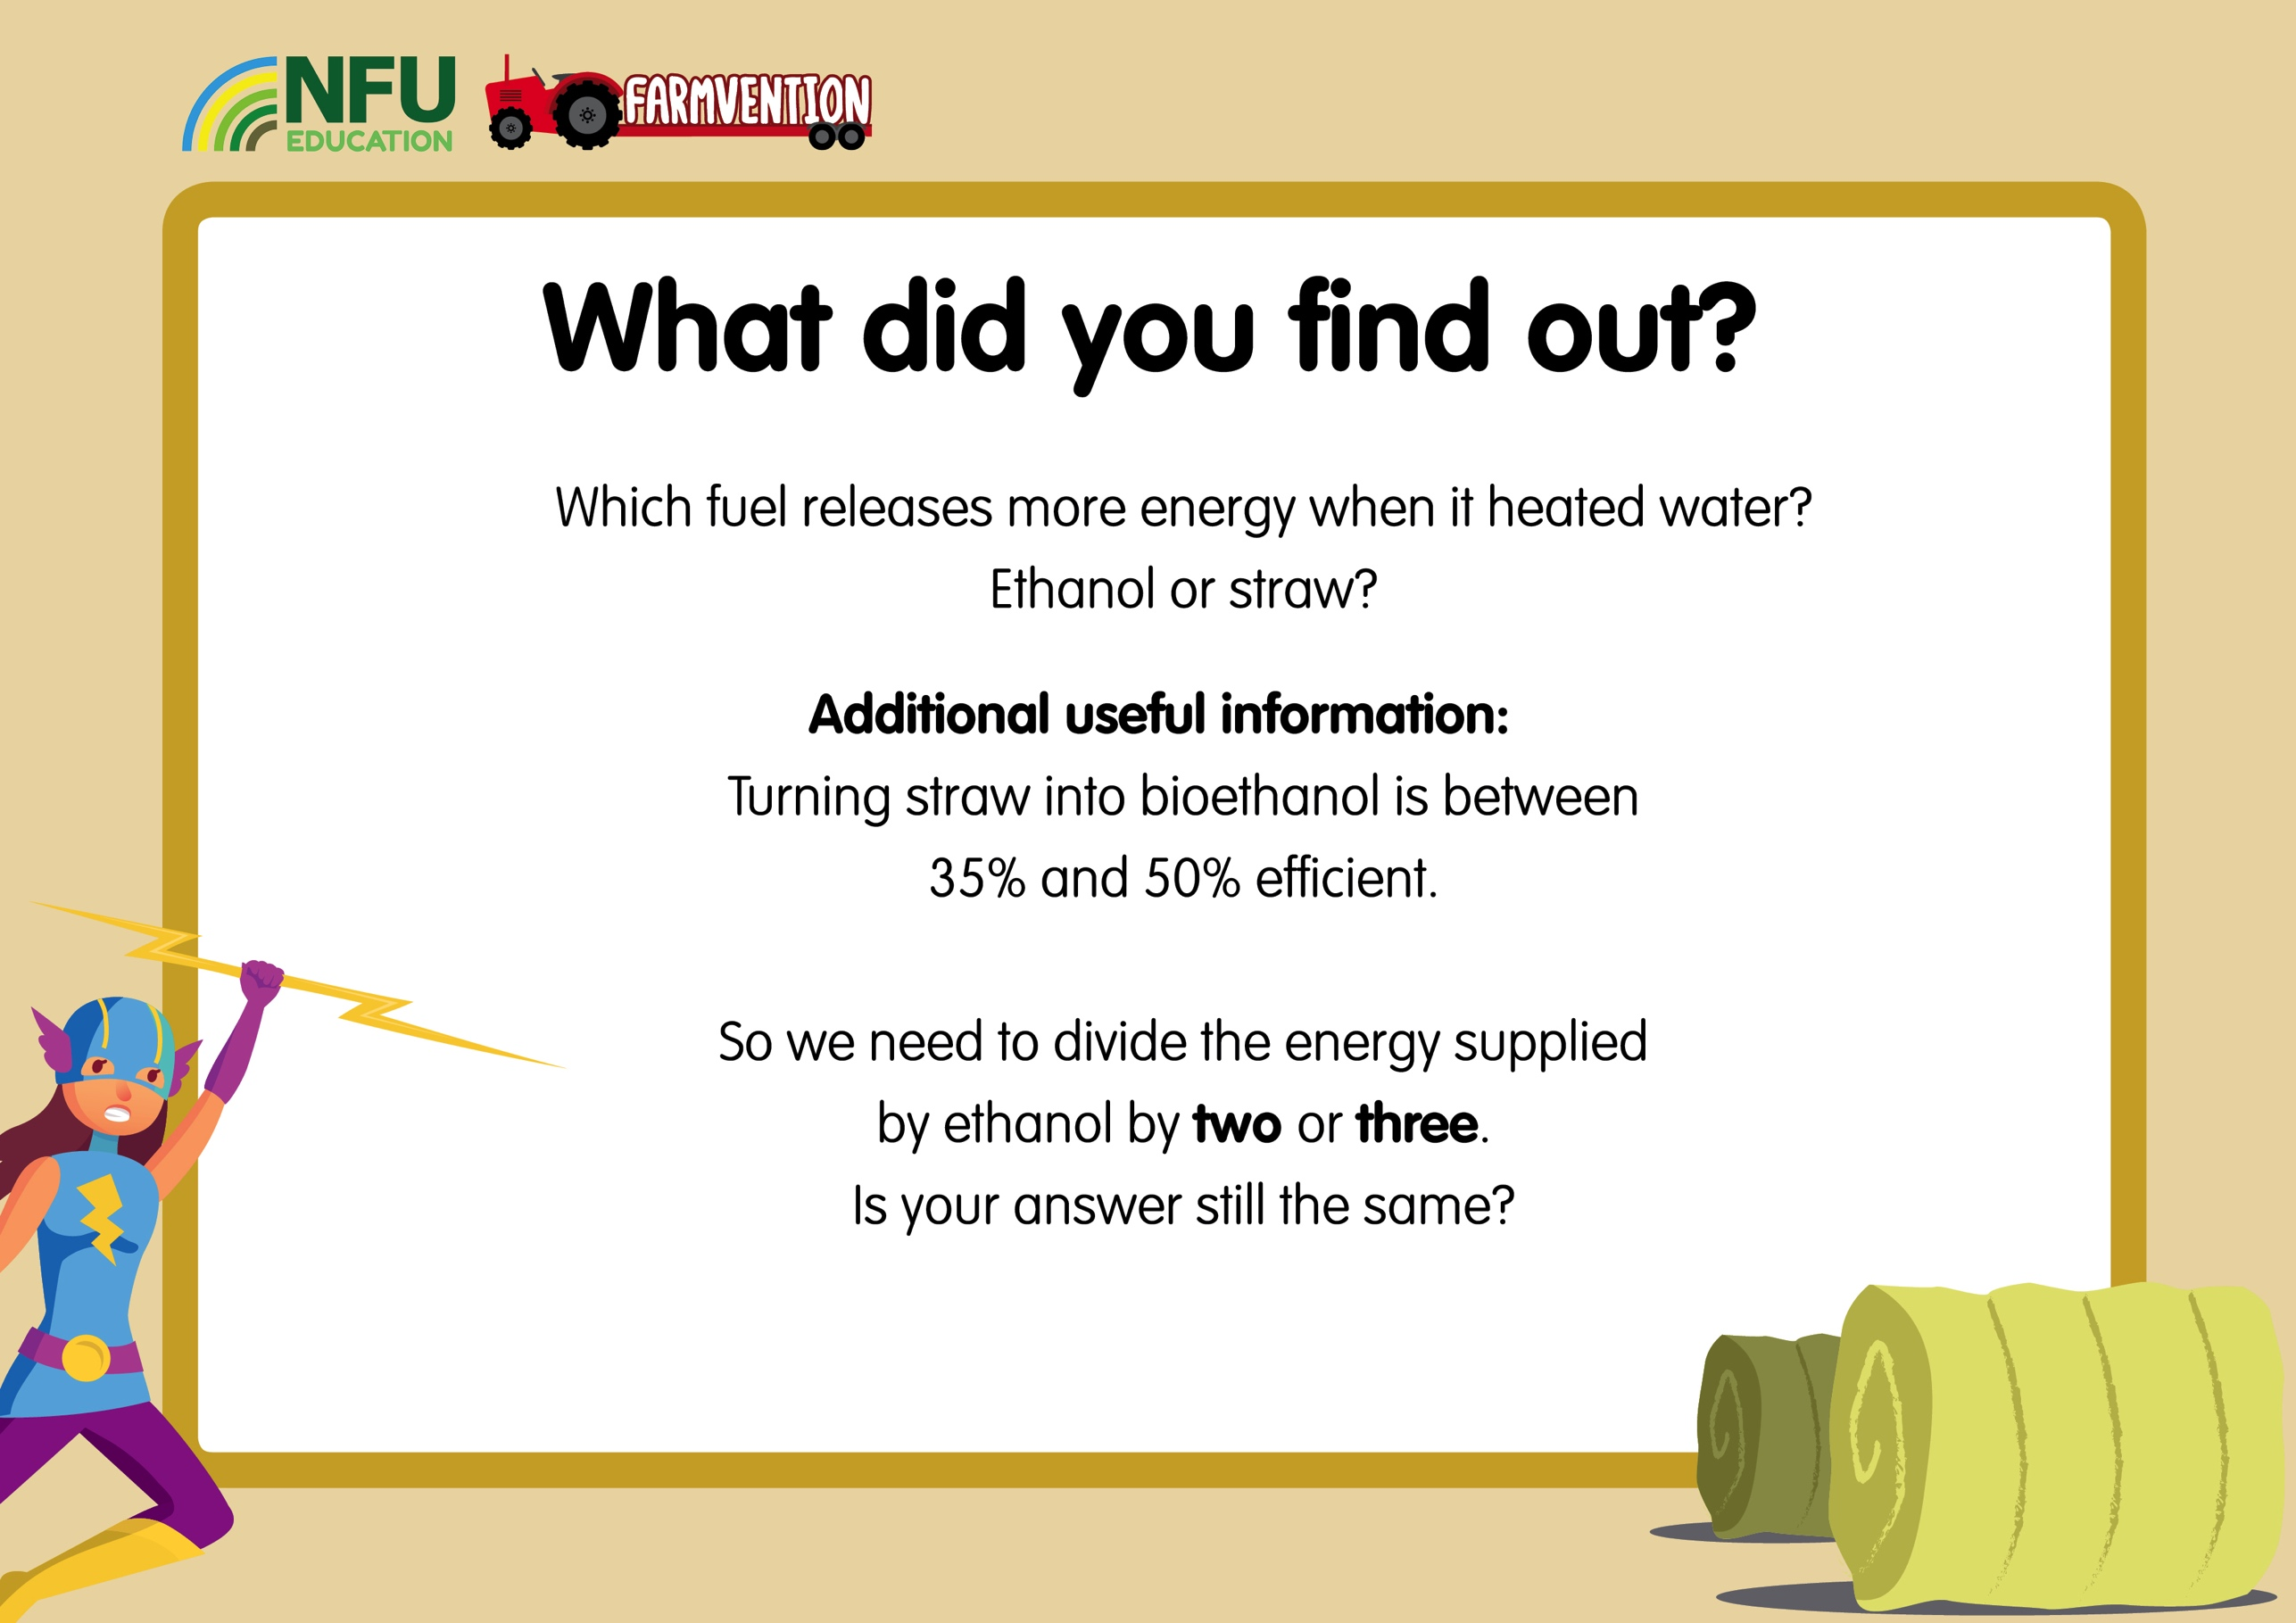 NFU
EDUCATION
FARMVENTION
What did you find out?
Which fuel releases more energy when it heated water?
Ethanol or straw?
Additional useful information:
Turning straw into bioethanol is between
35% and 50% efficient.
So we need to divide the energy supplied
by ethanol by two or three.
Is your answer still the same?